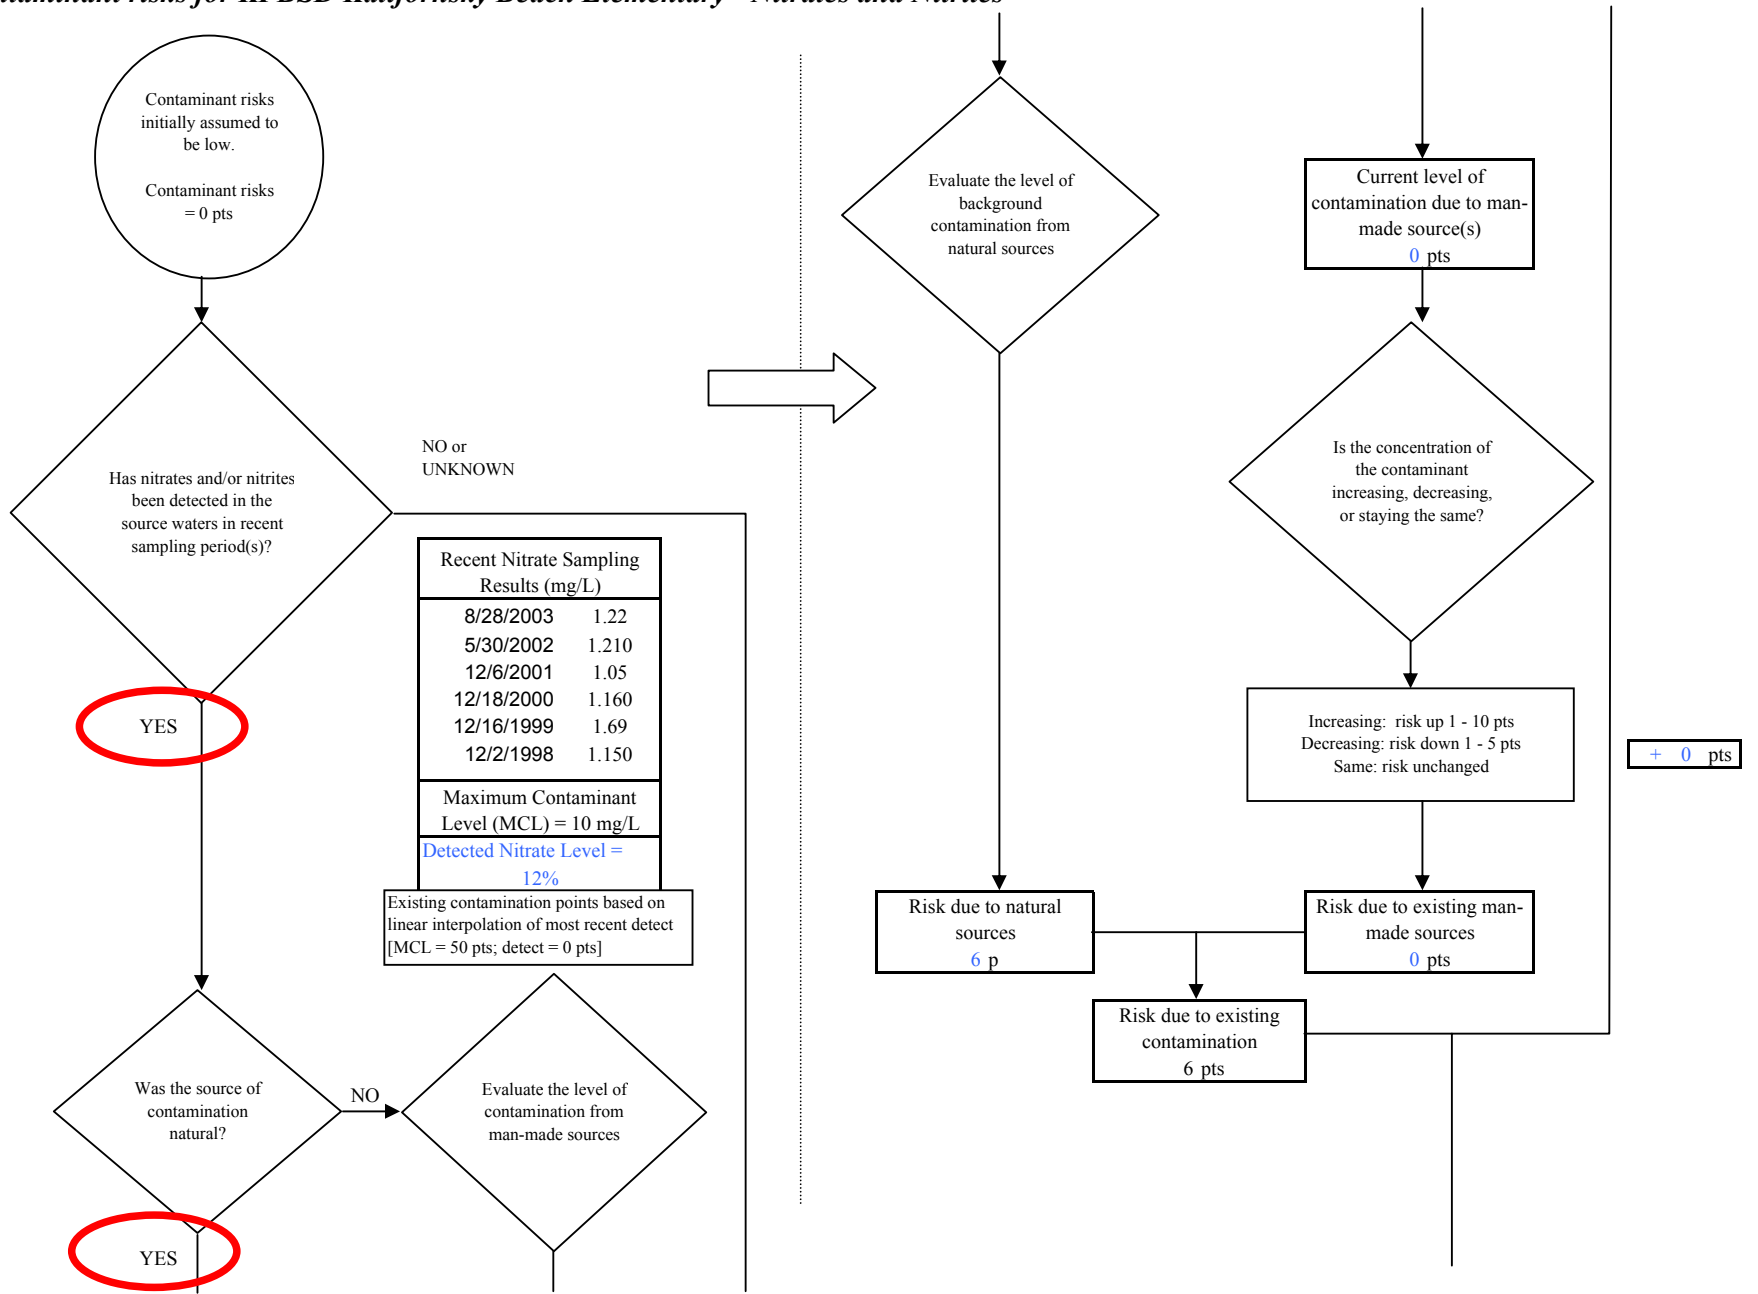 Contaminant risks
initially assumed to
be low.
Contaminant risks
= 0 pts
Has nitrates and/or nitrites
been detected in the
source waters in recent
sampling period(s)?
NO or
UNKNOWN
YES
Recent Nitrate Sampling
Results (mg/L)
8/28/2003 1.22
5/30/2002 1.210
12/6/2001 1.05
12/18/2000 1.160
12/16/1999 1.69
12/2/1998 1.150
Maximum Contaminant
Level (MCL) = 10 mg/L
Detected Nitrate Level =
12%
Existing contamination points based on
linear interpolation of most recent detect
[MCL = 50 pts; detect = 0 pts]
Was the source of
contamination
natural?
NO
Evaluate the level of
contamination from
man-made sources
YES
Evaluate the level of
background
contamination from
natural sources
Current level of
contamination due to man-
made source(s)
0 pts
Is the concentration of
the contaminant
increasing, decreasing,
or staying the same?
Increasing: risk up 1 - 10 pts
Decreasing: risk down 1 - 5 pts
Same: risk unchanged
+ 0 pts
Risk due to natural
sources
6 p
Risk due to existing man-
made sources
0 pts
Risk due to existing
contamination
6 pts